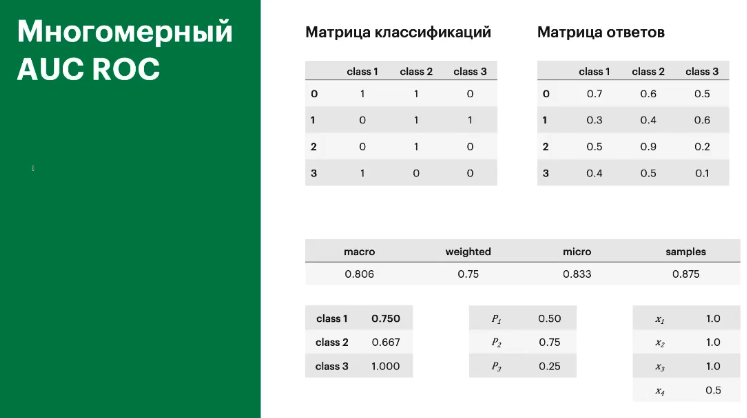 Многомерный
AUC ROC
Матрица классификаций
class 1 class 2 class 3
0 1 1 0
1 0 1 1
2 0 1 0
3 1 0 0
Матрица ответов
class 1 class 2 class 3
0 0.7 0.6 0.5
1 0.3 0.4 0.6
2 0.5 0.9 0.2
3 0.4 0.5 0.1
macro weighted micro samples
0.806 0.75 0.833 0.875
class 1 0.750
class 2 0.667
class 3 1.000
P1 0.50
P2 0.75
P3 0.25
x1 1.0
x2 1.0
x3 1.0
x4 0.5